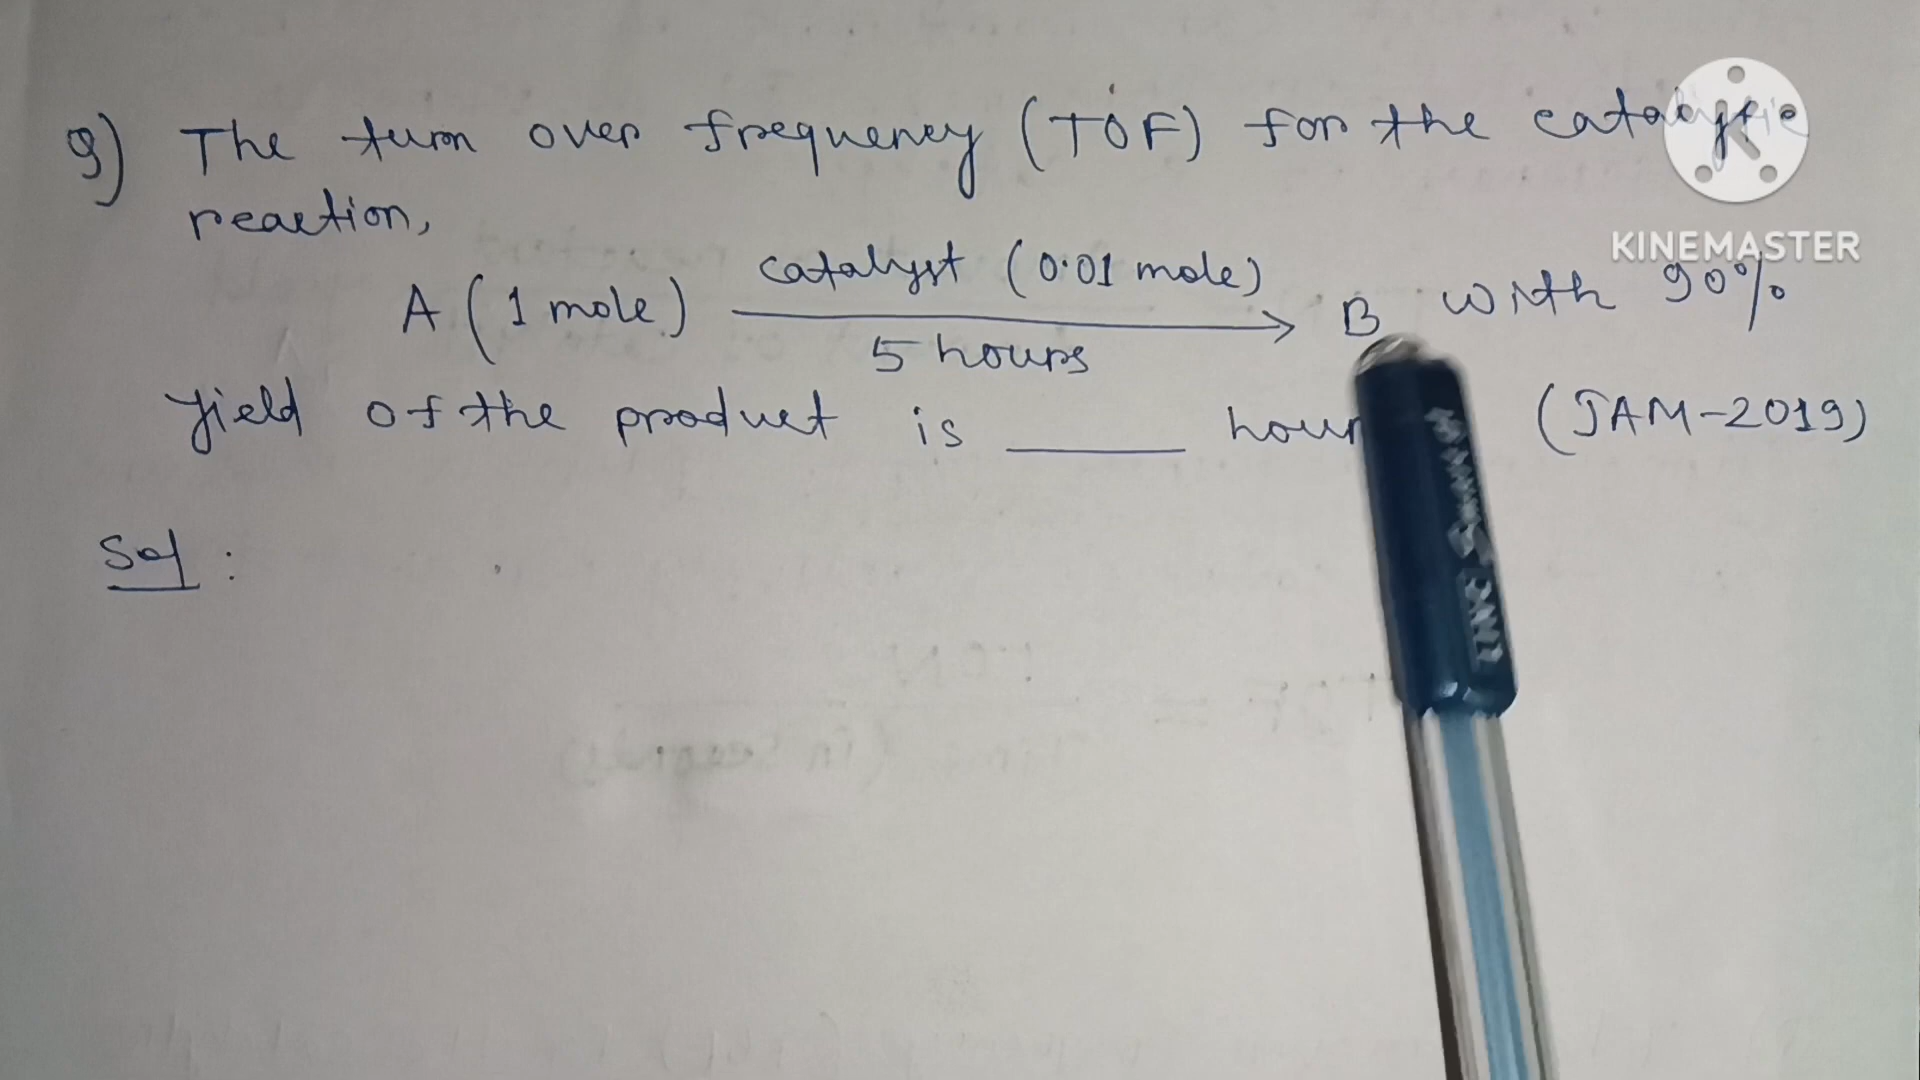 9) The turn over frequency (TOF) for the catalytic
reaction,
A (1 mole) catalyst (0.01 mole) B with 90%
5 hours
Yield of the product is ______ hour (JAM-2019)
Sol :
KINEMASTER